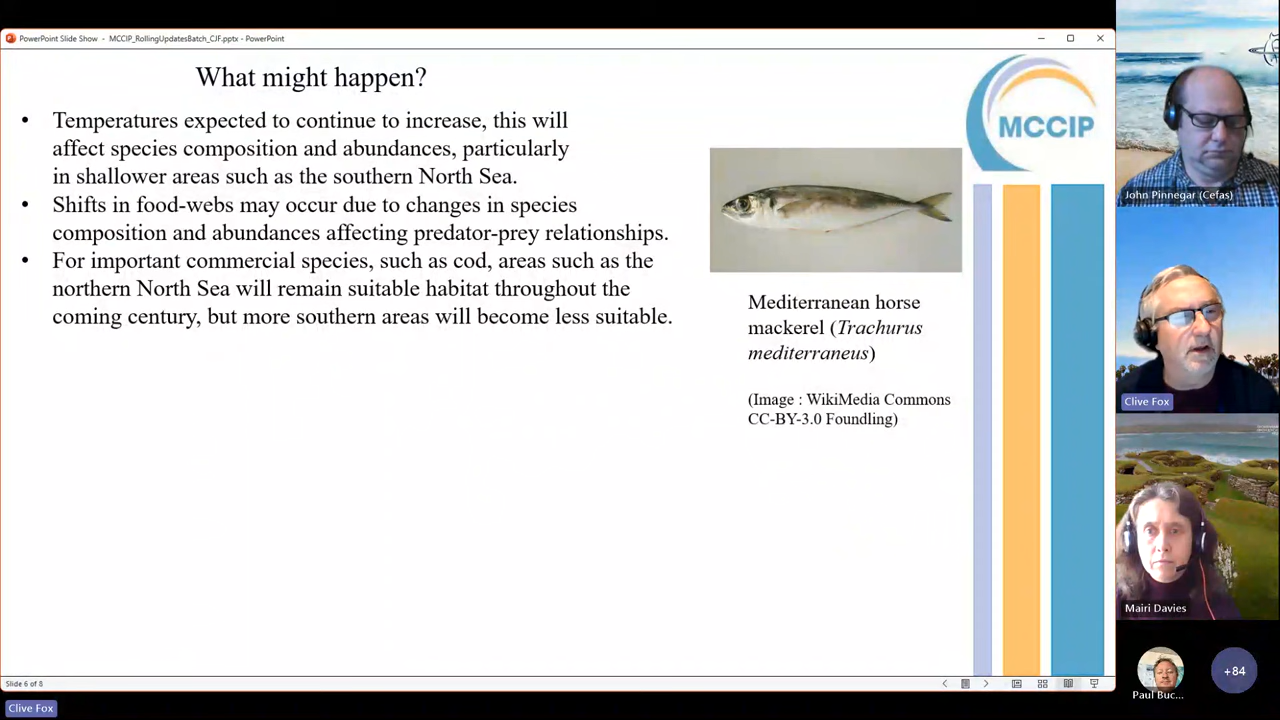 PowerPoint Slide Show - MCCIP_RollingUpdatesBatch_CJF.pptx - PowerPoint
What might happen?
• Temperatures expected to continue to increase, this will
affect species composition and abundances, particularly
in shallower areas such as the southern North Sea.
• Shifts in food-webs may occur due to changes in species
composition and abundances affecting predator-prey relationships.
• For important commercial species, such as cod, areas such as the
northern North Sea will remain suitable habitat throughout the
coming century, but more southern areas will become less suitable.
MCCIP
Mediterranean horse
mackerel (Trachurus
mediterraneus)
(Image : WikiMedia Commons
CC-BY-3.0 Foundling)
Slide 6 of 8
Clive Fox
John Pinnegar (Cefas)
Clive Fox
Mairi Davies
Paul Buc...
+84